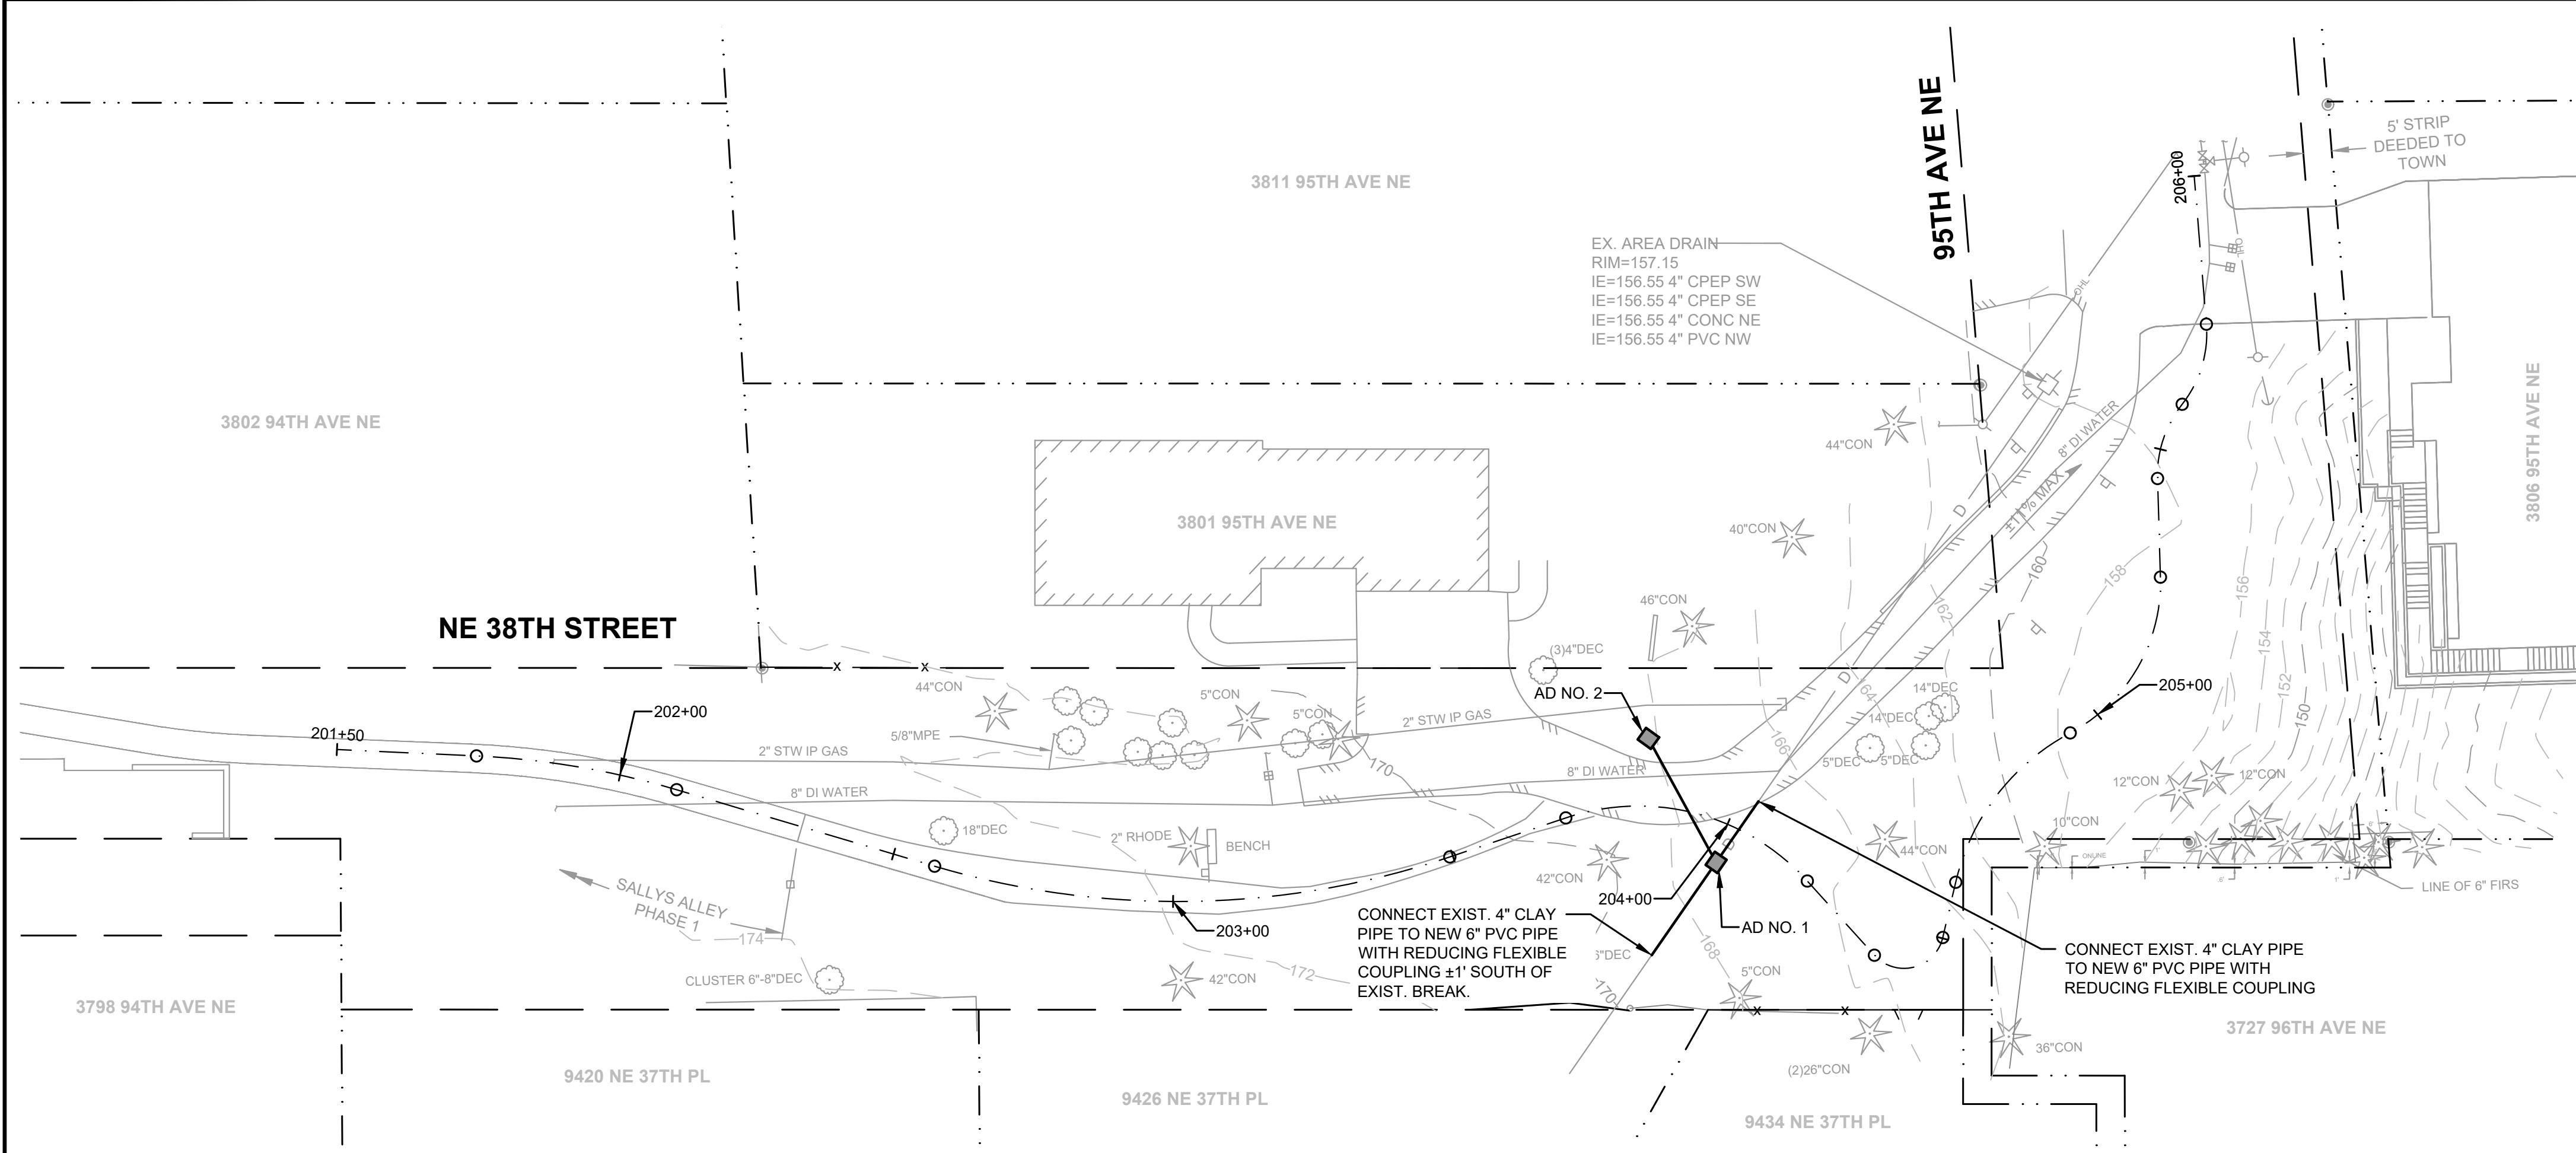 5' STRIP
DEEDED TO
TOWN
95TH AVE NE
206+00
3811 95TH AVE NE
EX. AREA DRAIN
RIM=157.15
IE=156.55 4" CPEP SW
IE=156.55 4" CPEP SE
IE=156.55 4" CONC NE
IE=156.55 4" PVC NW
OHL
OHL
3802 94TH AVE NE
44"CON
8" DI WATER
3806 95TH AVE NE
3801 95TH AVE NE
40"CON
D
±11% MAX
160
158
156
46"CON
162
NE 38TH STREET
x
x
(3)4"DEC
154
44"CON
5"CON
AD NO. 2
D
164
14"DEC
205+00
152
201+50
202+00
5"CON
2" STW IP GAS
14"DEC
150
5/8"MPE
2" STW IP GAS
170
166
8" DI WATER
5"DEC
5"DEC
12"CON
12"CON
8" DI WATER
18"DEC
2" RHODE
BENCH
10"CON
44"CON
ONLINE
42"CON
SALLYS ALLEY
PHASE 1
204+00
LINE OF 6" FIRS
CONNECT EXIST. 4" CLAY
PIPE TO NEW 6" PVC PIPE
WITH REDUCING FLEXIBLE
COUPLING ±1' SOUTH OF
EXIST. BREAK.
203+00
AD NO. 1
174
168
CONNECT EXIST. 4" CLAY PIPE
TO NEW 6" PVC PIPE WITH
REDUCING FLEXIBLE COUPLING
172
CLUSTER 6"-8"DEC
42"CON
5"CON
170
3798 94TH AVE NE
x
x
3727 96TH AVE NE
36"CON
(2)26"CON
9420 NE 37TH PL
9426 NE 37TH PL
9434 NE 37TH PL